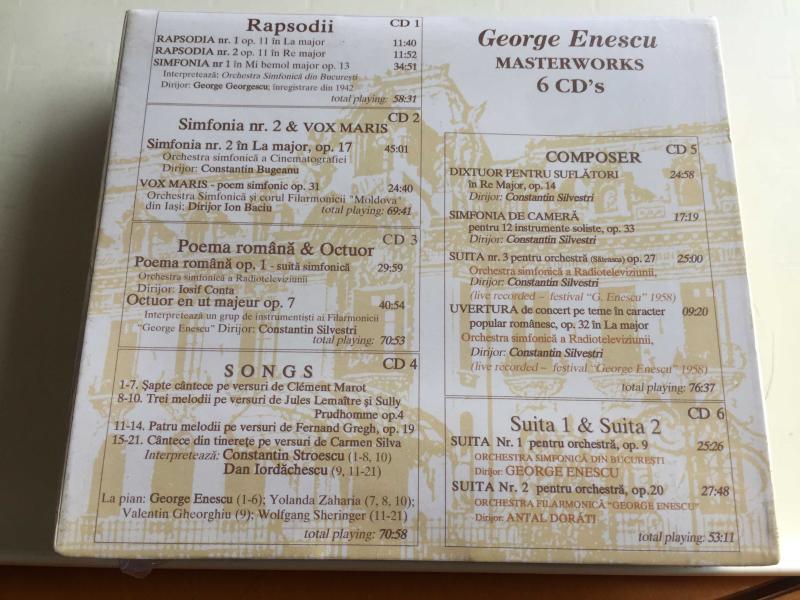 Rapsodii CD 1
RAPSODIA nr. 1 op. 11 în La major 11:40
RAPSODIA nr. 2 op. 11 în Re major 11:52
SIMFONIA nr 1 în Mi bemol major op. 13 34:51
Interpretează: Orchestra Simfonică din București
Dirijor: George Georgescu; înregistrare din 1942
total playing: 58:31
CD 2
Simfonia nr. 2 & VOX MARIS
Simfonia nr. 2 în La major, op. 17 45:01
Orchestra simfonică a Cinematografiei
Dirijor: Constantin Bugeanu
VOX MARIS - poem simfonic op. 31 24:40
Orchestra Simfonică și corul Filarmonicii "Moldova"
din Iași; Dirijor Ion Baciu total playing: 69:41
CD 3
Poema română & Octuor
Poema română op. 1 - suită simfonică 29:59
Orchestra simfonică a Radioteleviziunii
Dirijor: Iosif Conta
Octuor en ut majeur op. 7 40:54
Interpretează un grup de instrumentiști ai Filarmonicii
"George Enescu" Dirijor: Constantin Silvestri
total playing: 70:53
CD 4
SONGS
1-7. Șapte cântece pe versuri de Clément Marot
8-10. Trei melodii pe versuri de Jules Lemaître și Sully
Prudhomme op.4
11-14. Patru melodii pe versuri de Fernand Gregh, op. 19
15-21. Cântece din tinerețe pe versuri de Carmen Silva
Interpretează: Constantin Stroescu (1-8, 10)
Dan Iordăchescu (9, 11-21)
La pian: George Enescu (1-6); Yolanda Zaharia (7, 8, 10);
Valentin Gheorghiu (9); Wolfgang Sheringer (11-21)
total playing: 70:58
George Enescu
MASTERWORKS
6 CD's
COMPOSER CD 5
DIXTUOR PENTRU SUFLĂTORI 24:58
în Re Major, op. 14
Dirijor: Constantin Silvestri
SIMFONIA DE CAMERĂ 17:19
pentru 12 instrumente soliste, op. 33
Dirijor: Constantin Silvestri
SUITA nr. 3 pentru orchestră (Săteasca) op. 27 25:00
Orchestra simfonică a Radioteleviziunii,
Dirijor: Constantin Silvestri
(live recorded – festival "G. Enescu" 1958)
UVERTURA de concert pe teme în caracter 09:20
popular românesc, op. 32 în La major
Orchestra simfonică a Radioteleviziunii,
Dirijor: Constantin Silvestri
(live recorded – festival "George Enescu" 1958)
total playing: 76:37
CD 6
Suita 1 & Suita 2
SUITA Nr. 1 pentru orchestră, op. 9 25:26
ORCHESTRA SIMFONICĂ DIN BUCUREȘTI
Dirijor: GEORGE ENESCU
SUITA Nr. 2 pentru orchestră, op.20 27:48
ORCHESTRA FILARMONICĂ "GEORGE ENESCU"
Dirijor: ANTAL DORÁTI
total playing: 53:11